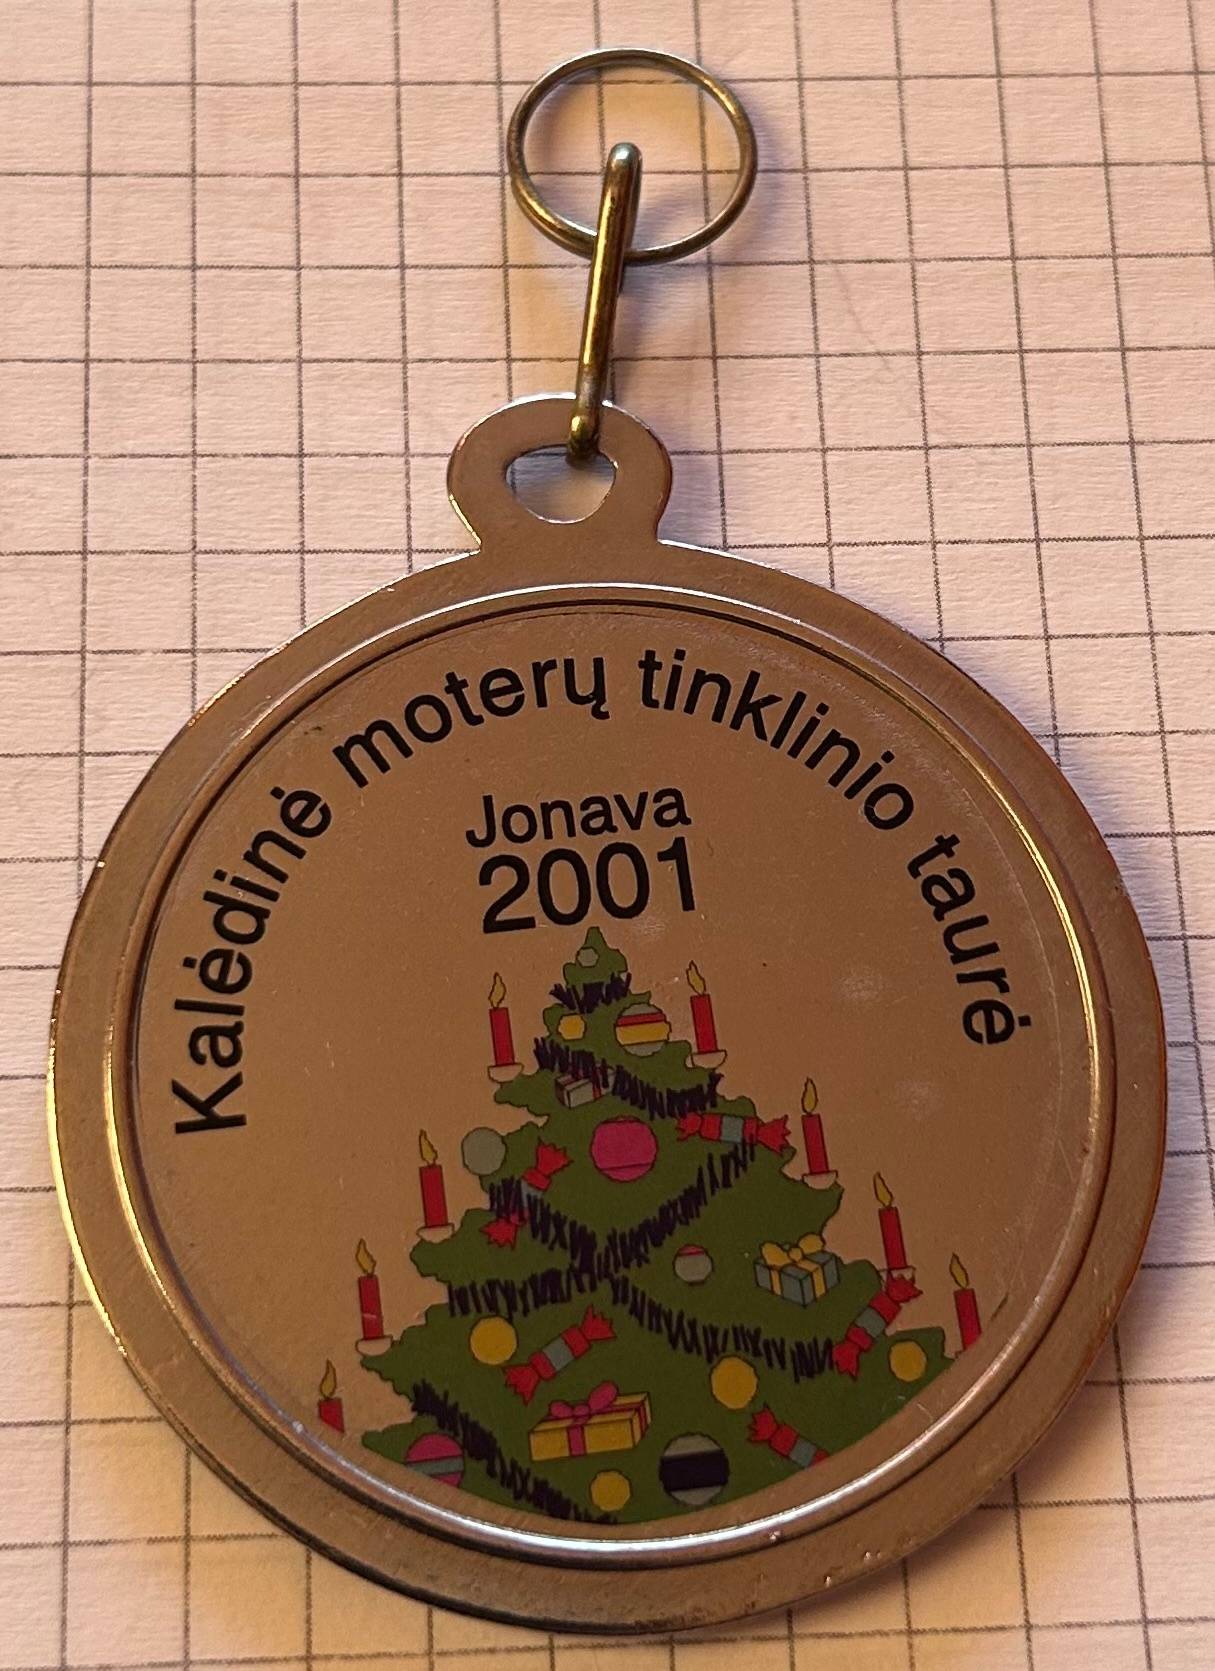 Kalėdinė moterų tinklinio taurė
Jonava
2001